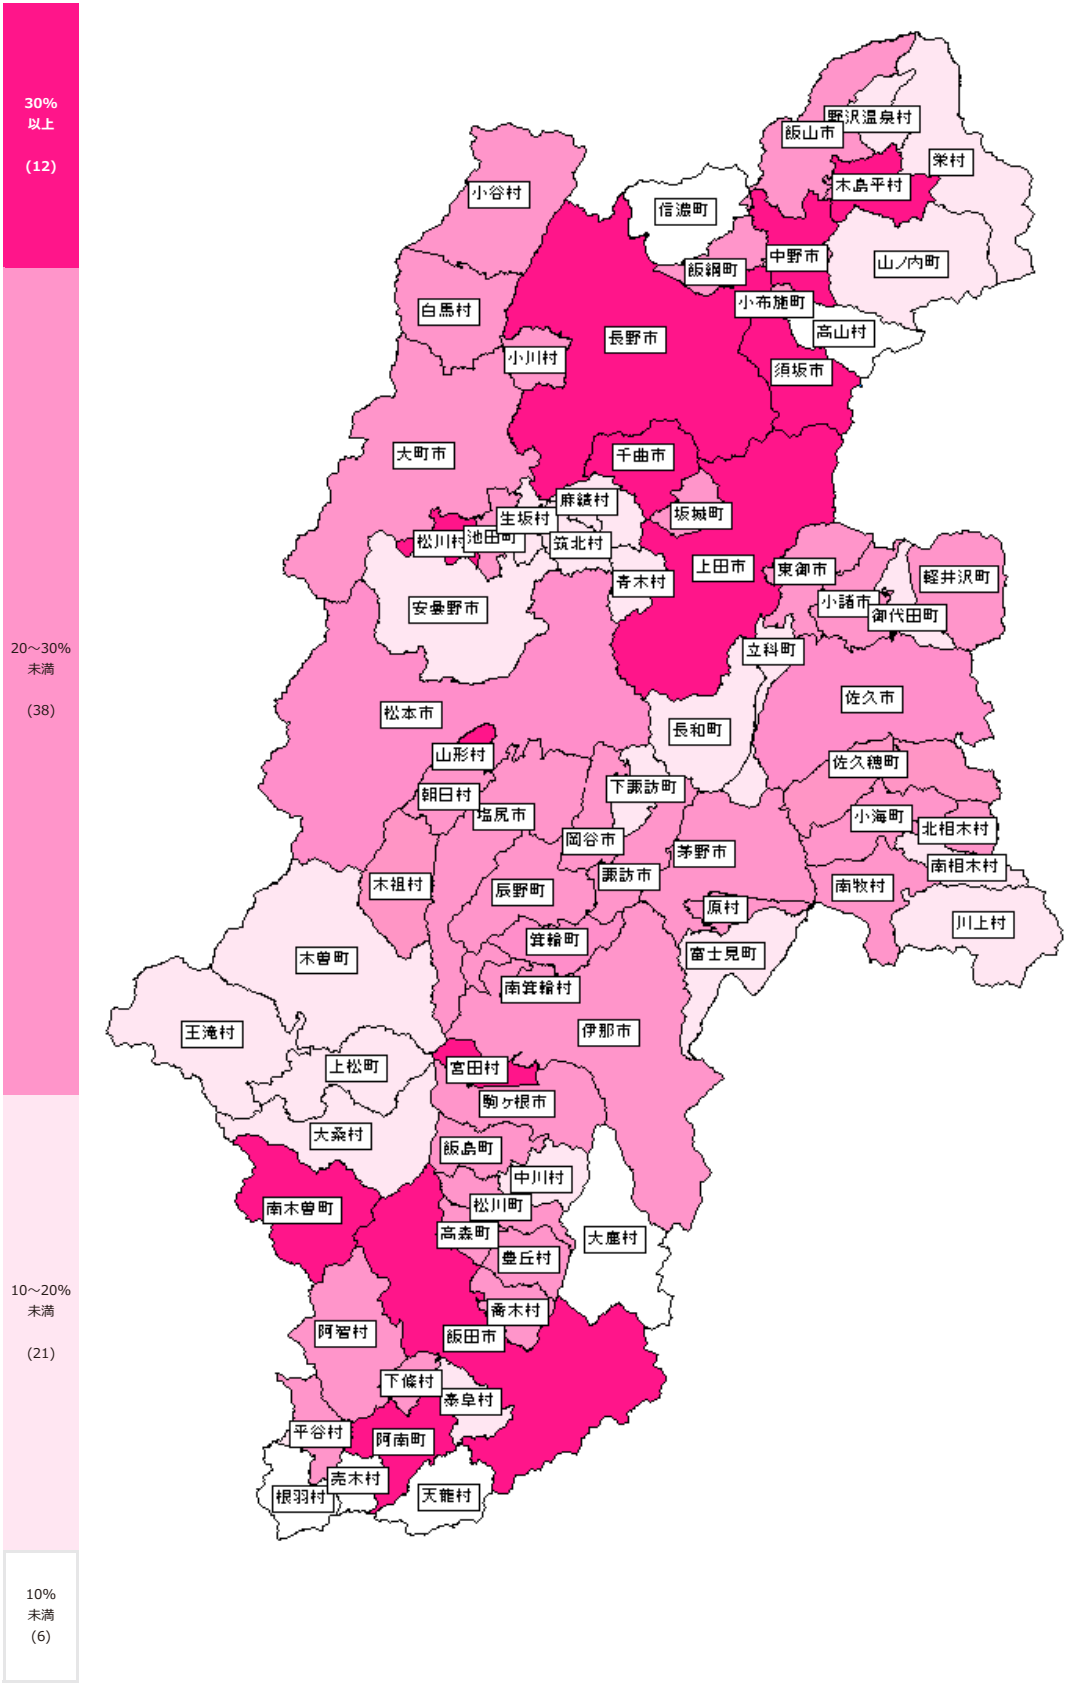 30%
以上
(12)
20～30%
未満
(38)
10～20%
未満
(21)
10%
未満
(6)
野沢温泉村
飯山市
栄村
木島平村
小谷村
信濃町
中野市
山ノ内町
飯綱町
小布施町
白馬村
高山村
長野市
小川村
須坂市
大町市
千曲市
麻績村
坂城町
生坂村
松川村
池田町
筑北村
上田市
東御市
軽井沢町
青木村
小諸市
安曇野市
御代田町
立科町
佐久市
松本市
長和町
山形村
佐久穂町
下諏訪町
朝日村
塩尻市
小海町
北相木村
岡谷市
茅野市
南相木村
諏訪市
木祖村
辰野町
南牧村
原村
川上村
箕輪町
富士見町
木曽町
南箕輪村
王滝村
伊那市
上松町
宮田村
駒ヶ根市
大桑村
飯島町
中川村
松川町
南木曽町
高森町
大鹿村
豊丘村
喬木村
阿智村
飯田市
下條村
泰阜村
平谷村
阿南町
売木村
根羽村
天龍村